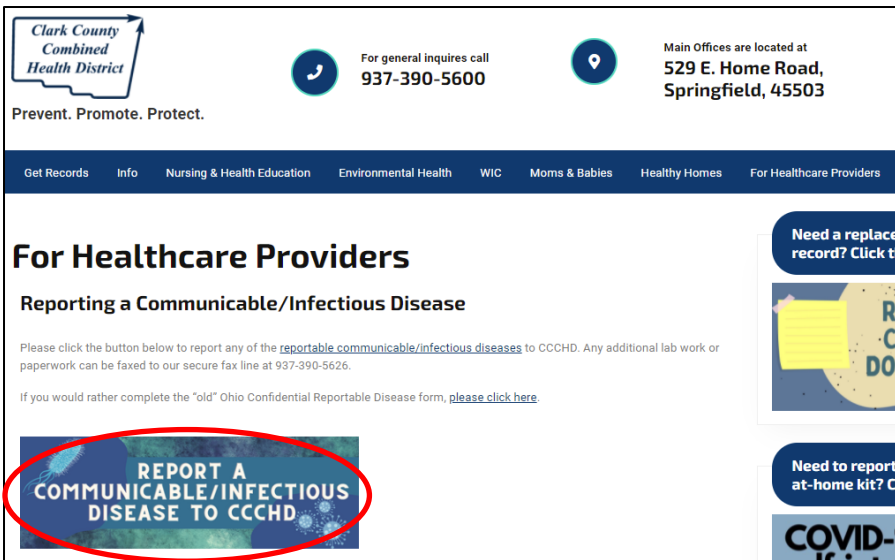 Clark County
Combined
Health District
Prevent. Promote. Protect.
For general inquires call
937-390-5600
Main Offices are located at
529 E. Home Road,
Springfield, 45503
Get Records Info Nursing & Health Education Environmental Health WIC Moms & Babies Healthy Homes For Healthcare Providers
For Healthcare Providers
Reporting a Communicable/Infectious Disease
Please click the button below to report any of the reportable communicable/infectious diseases to CCCHD. Any additional lab work or
paperwork can be faxed to our secure fax line at 937-390-5626.
If you would rather complete the “old” Ohio Confidential Reportable Disease form, please click here.
REPORT A
COMMUNICABLE/INFECTIOUS
DISEASE TO CCCHD
Need a replace
record? Click t
R
C
DO
Need to report
at-home kit? C
COVID-